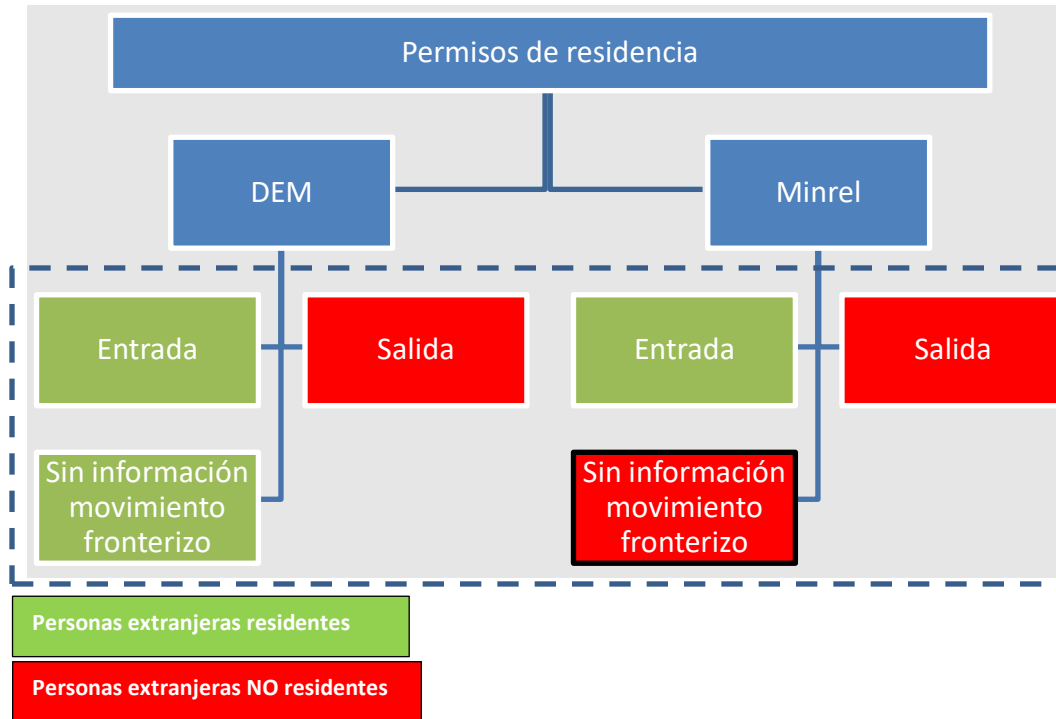 Permisos de residencia
DEM
Minrel
Entrada
Salida
Entrada
Salida
Sin información
movimiento
fronterizo
Sin información
movimiento
fronterizo
Personas extranjeras residentes
Personas extranjeras NO residentes